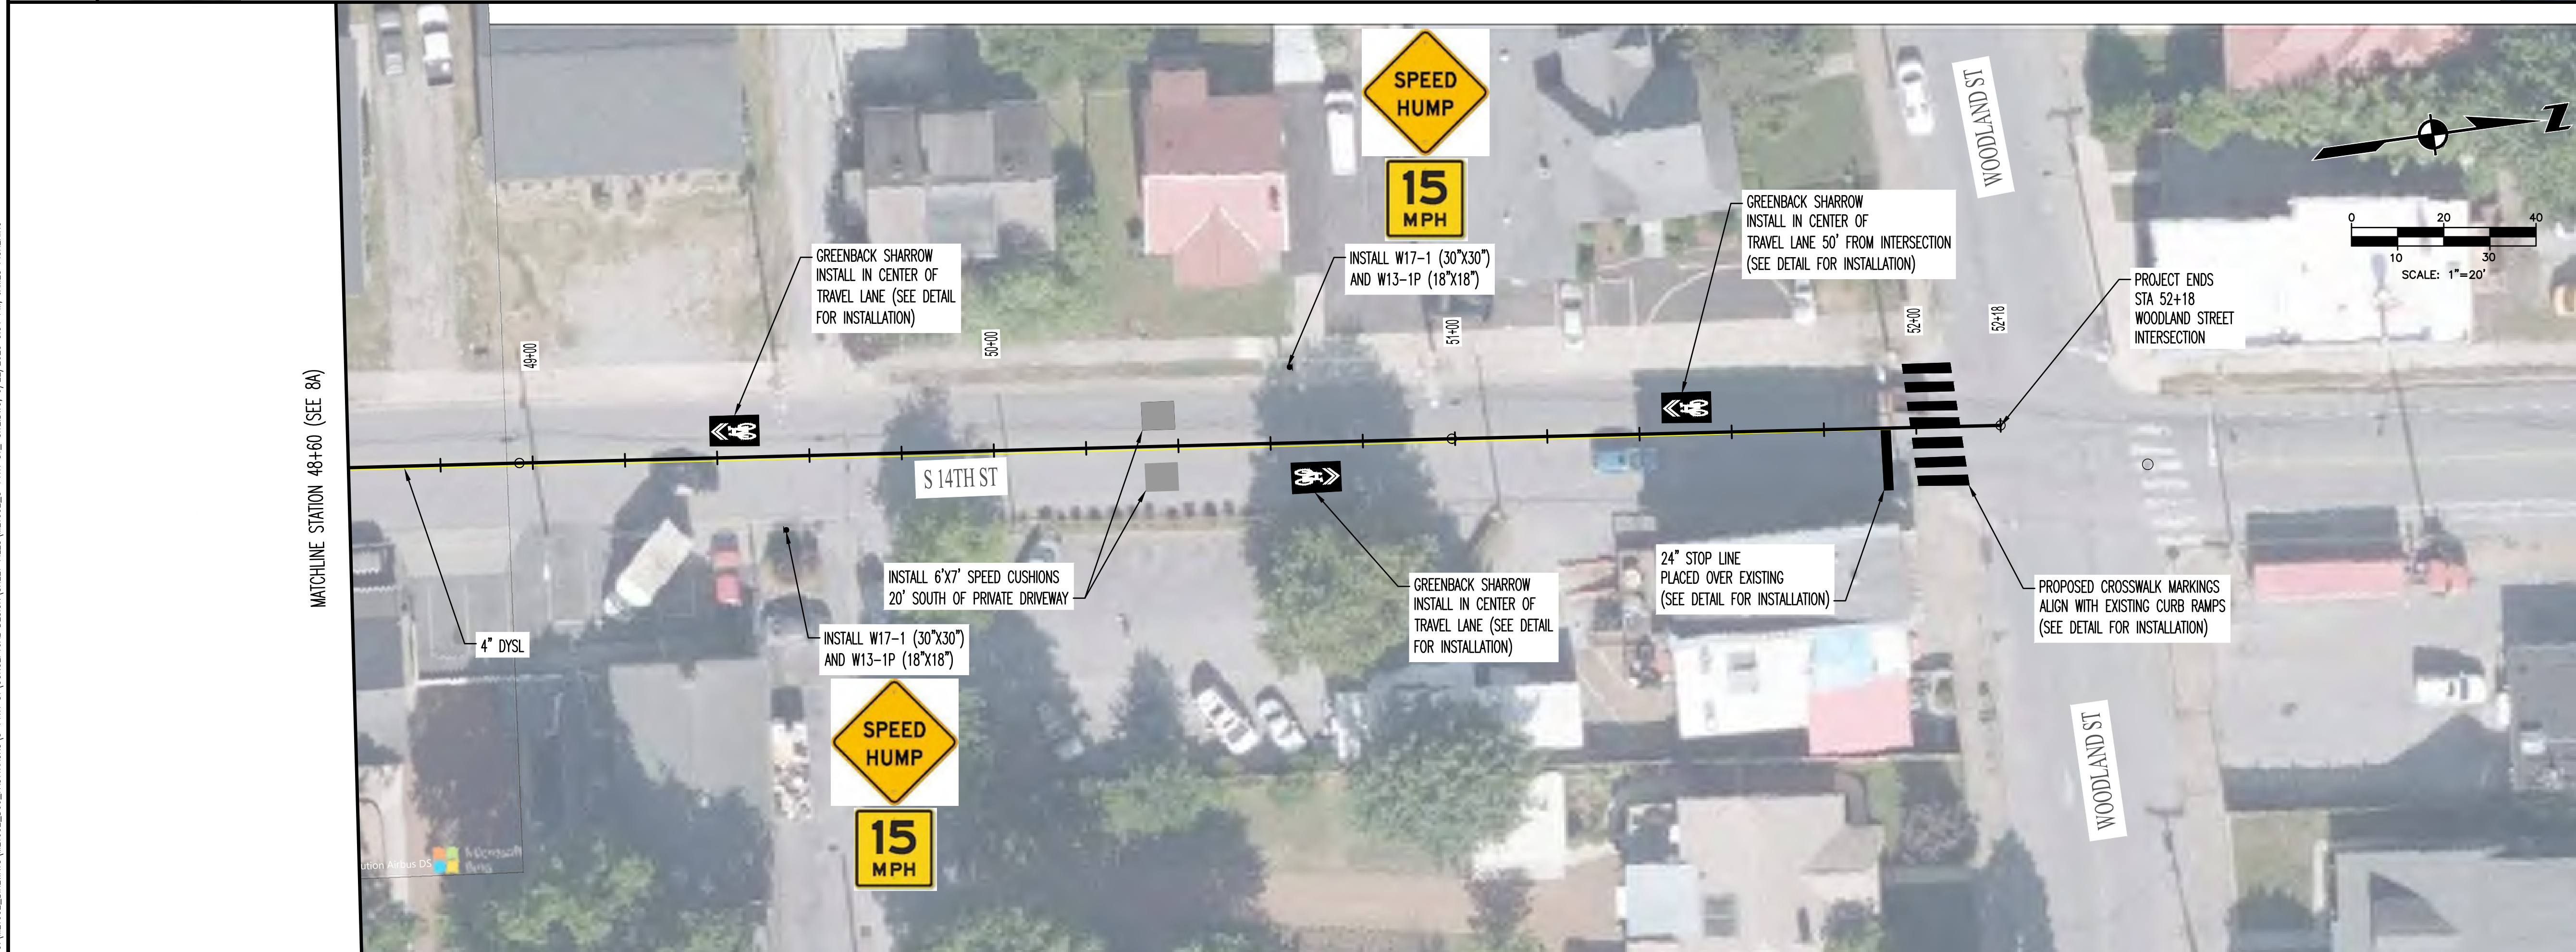 MATCHLINE STATION 48+60 (SEE 8A)
4" DYSL
49+00
GREENBACK SHARROW
INSTALL IN CENTER OF
TRAVEL LANE (SEE DETAIL
FOR INSTALLATION)
INSTALL W17-1 (30"X30")
AND W13-1P (18"X18")
SPEED
HUMP
15
MPH
S 14TH ST
50+00
INSTALL 6'X7' SPEED CUSHIONS
20' SOUTH OF PRIVATE DRIVEWAY
SPEED
HUMP
15
MPH
INSTALL W17-1 (30"X30")
AND W13-1P (18"X18")
51+00
GREENBACK SHARROW
INSTALL IN CENTER OF
TRAVEL LANE (SEE DETAIL
FOR INSTALLATION)
GREENBACK SHARROW
INSTALL IN CENTER OF
TRAVEL LANE 50' FROM INTERSECTION
(SEE DETAIL FOR INSTALLATION)
24" STOP LINE
PLACED OVER EXISTING
(SEE DETAIL FOR INSTALLATION)
52+00
52+18
WOODLAND ST
PROJECT ENDS
STA 52+18
WOODLAND STREET
INTERSECTION
PROPOSED CROSSWALK MARKINGS
ALIGN WITH EXISTING CURB RAMPS
(SEE DETAIL FOR INSTALLATION)
WOODLAND ST
Z
0 20 40
10 30
SCALE: 1"=20'
ution Airbus DS
Microsoft